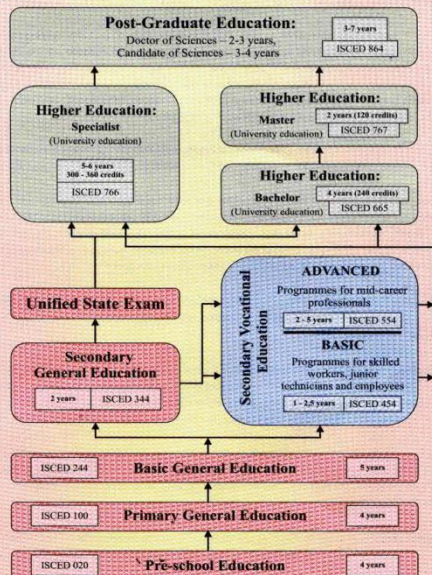 Post-Graduate Education:
Doctor of Sciences – 2-3 years,
Candidate of Sciences – 3-4 years
3-7 years
ISCED 864
Higher Education:
Specialist
(University education)
5-6 years
300 - 360 credits
ISCED 766
Higher Education:
Master
(University education)
2 years (120 credits)
ISCED 767
Higher Education:
Bachelor
(University education)
4 years (240 credits)
ISCED 665
Unified State Exam
Secondary
General Education
2 years
ISCED 344
Secondary Vocational
Education
ADVANCED
Programmes for mid-career
professionals
2 - 5 years
ISCED 554
BASIC
Programmes for skilled
workers, junior
technicians and employees
1 - 2,5 years
ISCED 454
ISCED 244
Basic General Education
5 years
ISCED 100
Primary General Education
4 years
ISCED 020
Pre-school Education
4 years